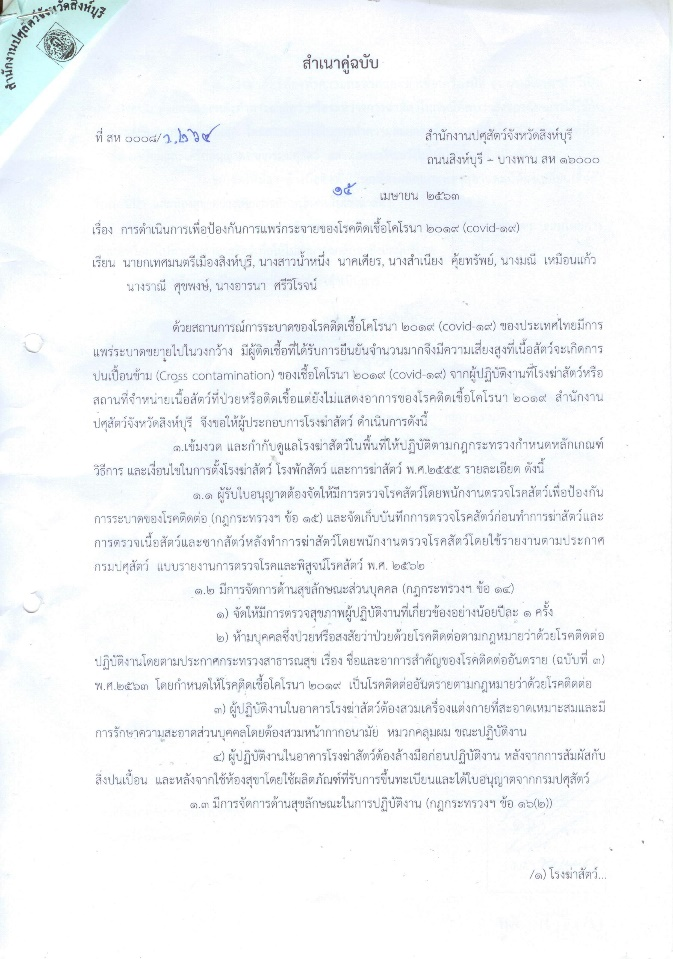 สำนักงานปศุสัตว์จังหวัดสิงห์บุรี
สำเนาคู่ฉบับ
ที่ สห ๐๐๐๘/ว.๒๖๔
สำนักงานปศุสัตว์จังหวัดสิงห์บุรี
ถนนสิงห์บุรี – บางพาน สห ๑๖๐๐๐
๑๕ เมษายน ๒๕๖๓
เรื่อง การดำเนินการเพื่อป้องกันการแพร่กระจายของโรคติดเชื้อโคโรนา ๒๐๑๙ (covid-๑๙)
เรียน นายกเทศมนตรีเมืองสิงห์บุรี, นางสาวน้ำหนึ่ง นาคเศียร, นางสำเนียง คุ้ยทรัพย์, นางมณี เหมือนแก้ว
นางราณี ศุขพงษ์, นางอารนา ศรีวิโรจน์
ด้วยสถานการณ์การระบาดของโรคติดเชื้อโคโรนา ๒๐๑๙ (covid-๑๙) ของประเทศไทยมีการ
แพร่ระบาดขยายไปในวงกว้าง มีผู้ติดเชื้อที่ได้รับการยืนยันจำนวนมากจึงมีความเสี่ยงสูงที่เนื้อสัตว์จะเกิดการ
ปนเปื้อนข้าม (Cross contamination) ของเชื้อโคโรนา ๒๐๑๙ (covid-๑๙) จากผู้ปฏิบัติงานที่โรงฆ่าสัตว์หรือ
สถานที่จำหน่ายเนื้อสัตว์ที่ป่วยหรือติดเชื้อแต่ยังไม่แสดงอาการของโรคติดเชื้อโคโรนา ๒๐๑๙ สำนักงาน
ปศุสัตว์จังหวัดสิงห์บุรี จึงขอให้ผู้ประกอบการโรงฆ่าสัตว์ ดำเนินการดังนี้
๑.เข้มงวด และกำกับดูแลโรงฆ่าสัตว์ในพื้นที่ให้ปฏิบัติตามกฎกระทรวงกำหนดหลักเกณฑ์
วิธีการ และเงื่อนไขในการตั้งโรงฆ่าสัตว์ โรงพักสัตว์ และการฆ่าสัตว์ พ.ศ.๒๕๕๕ รายละเอียด ดังนี้
๑.๑ ผู้รับใบอนุญาตต้องจัดให้มีการตรวจโรคสัตว์โดยพนักงานตรวจโรคสัตว์เพื่อป้องกัน
การระบาดของโรคติดต่อ (กฎกระทรวงฯ ข้อ ๑๕) และจัดเก็บบันทึกการตรวจโรคสัตว์ก่อนทำการฆ่าสัตว์และ
การตรวจเนื้อสัตว์และซากสัตว์หลังทำการฆ่าสัตว์โดยพนักงานตรวจโรคสัตว์โดยใช้รายงานตามประกาศ
กรมปศุสัตว์ แบบรายงานการตรวจโรคและพิสูจน์โรคสัตว์ พ.ศ. ๒๕๖๒
๑.๒ มีการจัดการด้านสุขลักษณะส่วนบุคคล (กฎกระทรวงฯ ข้อ ๑๔)
๑) จัดให้มีการตรวจสุขภาพผู้ปฏิบัติงานที่เกี่ยวข้องอย่างน้อยปีละ ๑ ครั้ง
๒) ห้ามบุคคลซึ่งป่วยหรือสงสัยว่าป่วยด้วยโรคติดต่อตามกฎหมายว่าด้วยโรคติดต่อ
ปฏิบัติงานโดยตามประกาศกระทรวงสาธารณสุข เรื่อง ชื่อและอาการสำคัญของโรคติดต่ออันตราย (ฉบับที่ ๓)
พ.ศ.๒๕๖๓ โดยกำหนดให้โรคติดเชื้อโคโรนา ๒๐๑๙ เป็นโรคติดต่ออันตรายตามกฎหมายว่าด้วยโรคติดต่อ
๓) ผู้ปฏิบัติงานในอาคารโรงฆ่าสัตว์ต้องสวมเครื่องแต่งกายที่สะอาดเหมาะสมและมี
การรักษาความสะอาดส่วนบุคคลโดยต้องสวมหน้ากากอนามัย หมวกคลุมผม ขณะปฏิบัติงาน
๔) ผู้ปฏิบัติงานในอาคารโรงฆ่าสัตว์ต้องล้างมือก่อนปฏิบัติงาน หลังจากการสัมผัสกับ
สิ่งปนเปื้อน และหลังจากใช้ห้องสุขาโดยใช้ผลิตภัณฑ์ที่รับการขึ้นทะเบียนและได้ใบอนุญาตจากกรมปศุสัตว์
๑.๓ มีการจัดการด้านสุขลักษณะในการปฏิบัติงาน (กฎกระทรวงฯ ข้อ ๑๖(๒))
/๑) โรงฆ่าสัตว์...